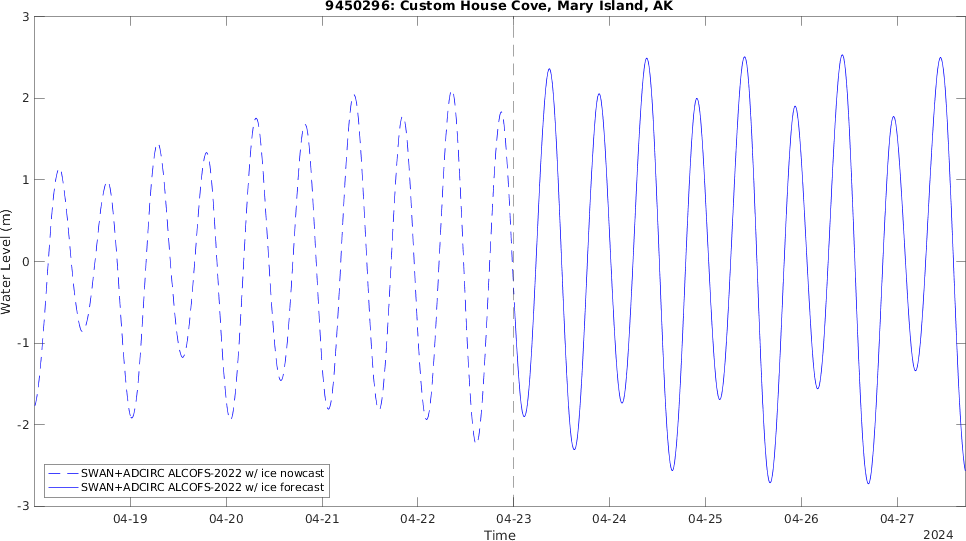 9450296: Custom House Cove, Mary Island, AK
3
2
1
0
-1
-2
-3
Water Level (m)
SWAN+ADCIRC ALCOFS-2022 w/ ice nowcast
SWAN+ADCIRC ALCOFS-2022 w/ ice forecast
04-19 04-20 04-21 04-22 04-23 04-24 04-25 04-26 04-27
Time
2024